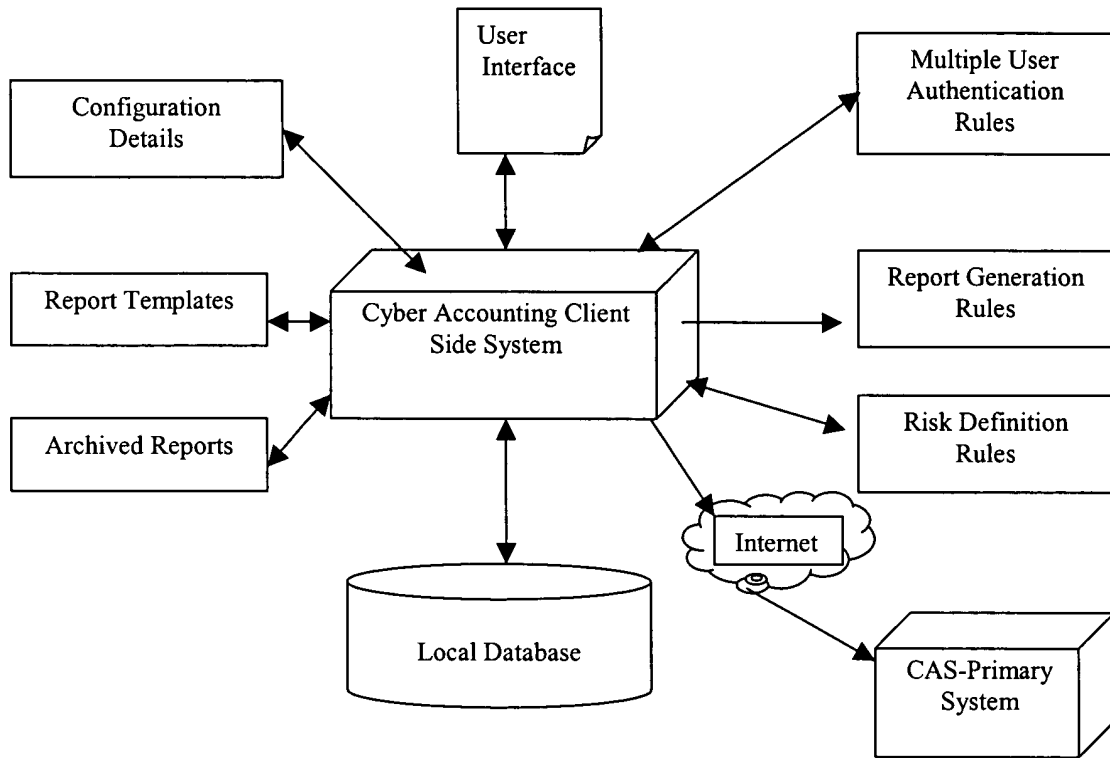 User
Interface
Multiple User
Authentication
Rules
Configuration
Details
Report Templates
Cyber Accounting Client
Side System
Report Generation
Rules
Archived Reports
Risk Definition
Rules
Internet
Local Database
CAS-Primary
System